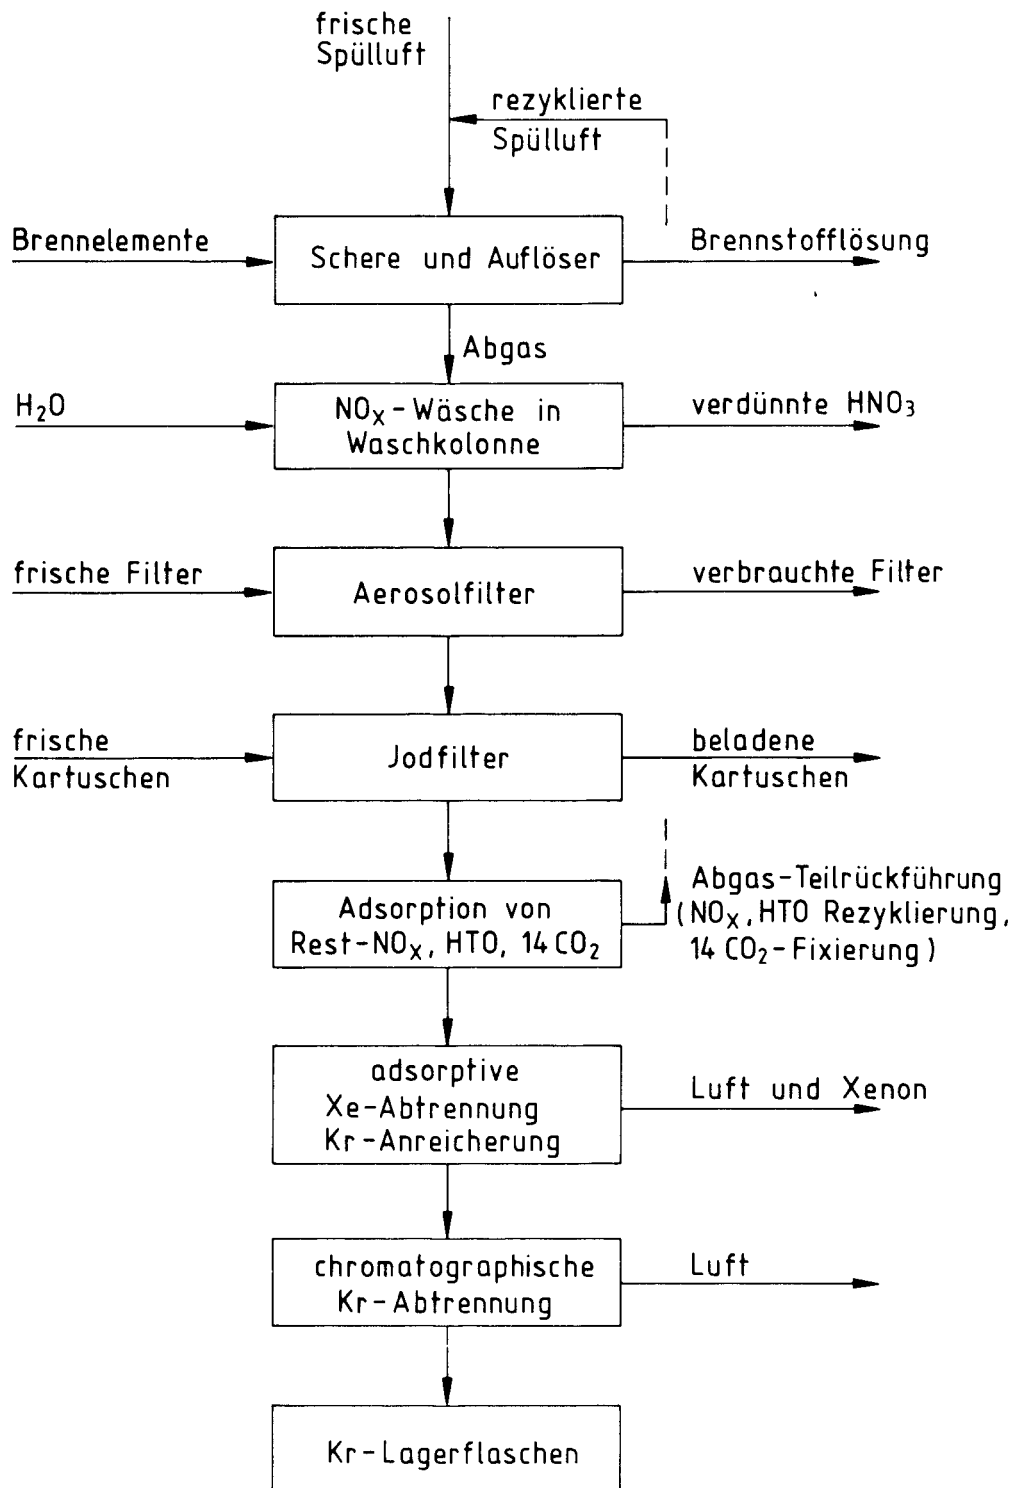 frische
Spülluft
rezyklierte
Spülluft
Brennelemente
Schere und Auflöser
Brennstofflösung
Abgas
H₂O
NOₓ-Wäsche in
Waschkolonne
verdünnte HNO₃
frische Filter
Aerosolfilter
verbrauchte Filter
frische
Kartuschen
Jodfilter
beladene
Kartuschen
Adsorption von
Rest-NOₓ, HTO, 14 CO₂
Abgas-Teilrückführung
(NOₓ, HTO Rezyklierung,
14 CO₂-Fixierung)
adsorptive
Xe-Abtrennung
Kr-Anreicherung
Luft und Xenon
chromatographische
Kr-Abtrennung
Luft
Kr-Lagerflaschen